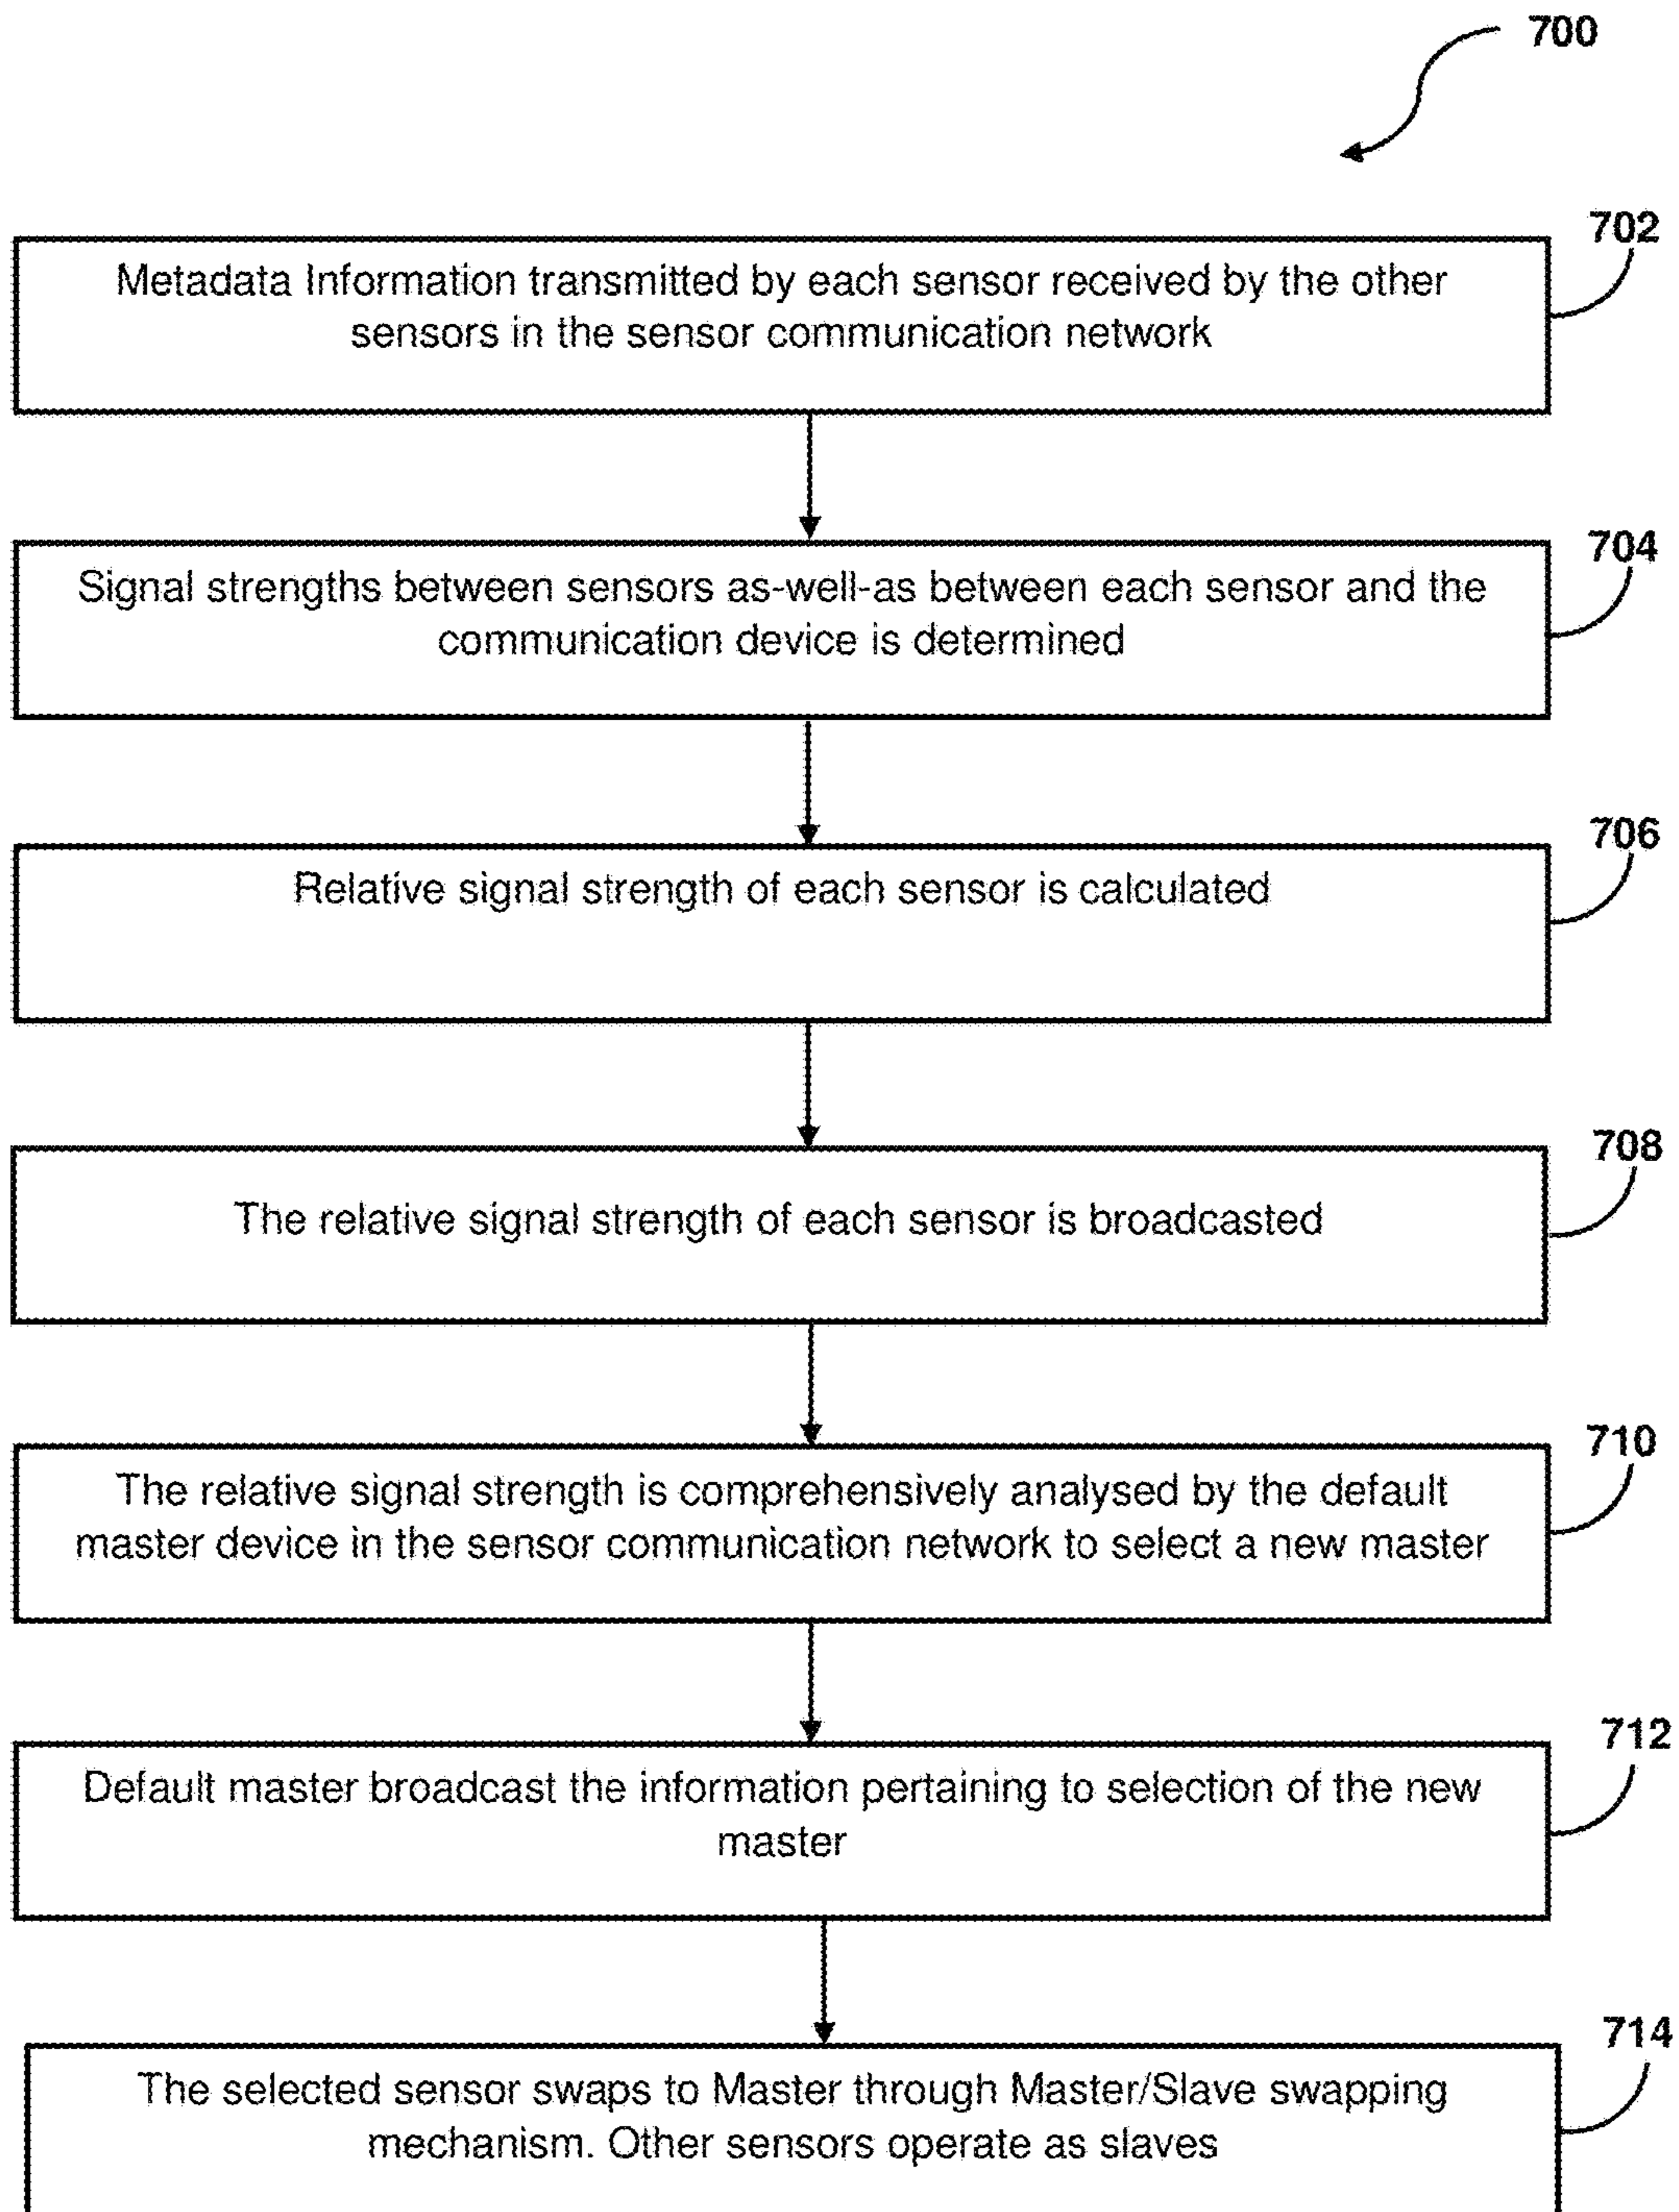 700
702
Metadata Information transmitted by each sensor received by the other
sensors in the sensor communication network
704
Signal strengths between sensors as-well-as between each sensor and the
communication device is determined
706
Relative signal strength of each sensor is calculated
708
The relative signal strength of each sensor is broadcasted
710
The relative signal strength is comprehensively analysed by the default
master device in the sensor communication network to select a new master
712
Default master broadcast the information pertaining to selection of the new
master
714
The selected sensor swaps to Master through Master/Slave swapping
mechanism. Other sensors operate as slaves